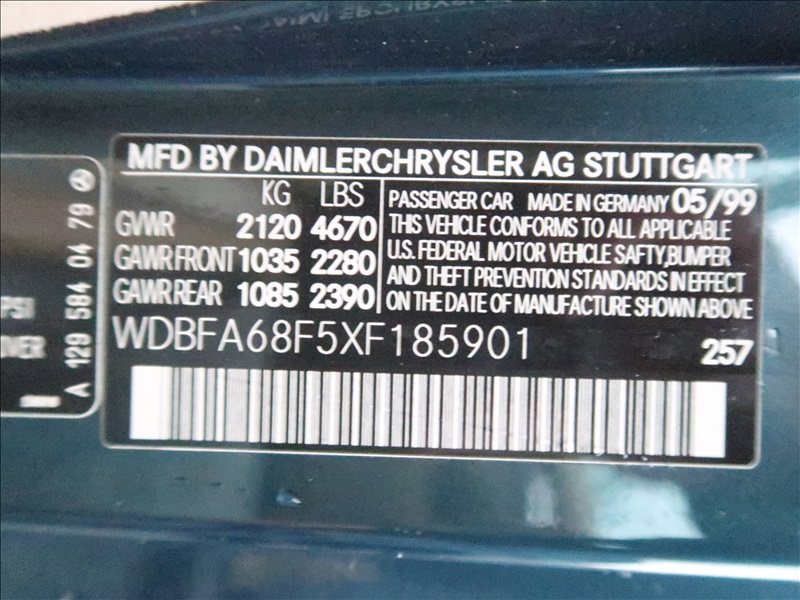 MFD BY DAIMLERCHRYSLER AG STUTTGART
KG LBS
GVWR 2120 4670
GAWR FRONT 1035 2280
GAWR REAR 1085 2390
PASSENGER CAR MADE IN GERMANY 05/99
THIS VEHICLE CONFORMS TO ALL APPLICABLE
U.S. FEDERAL MOTOR VEHICLE SAFTY,BUMPER
AND THEFT PREVENTION STANDARDS IN EFFECT
ON THE DATE OF MANUFACTURE SHOWN ABOVE
WDBFA68F5XF185901
257
A 129 584 04 79
PSI